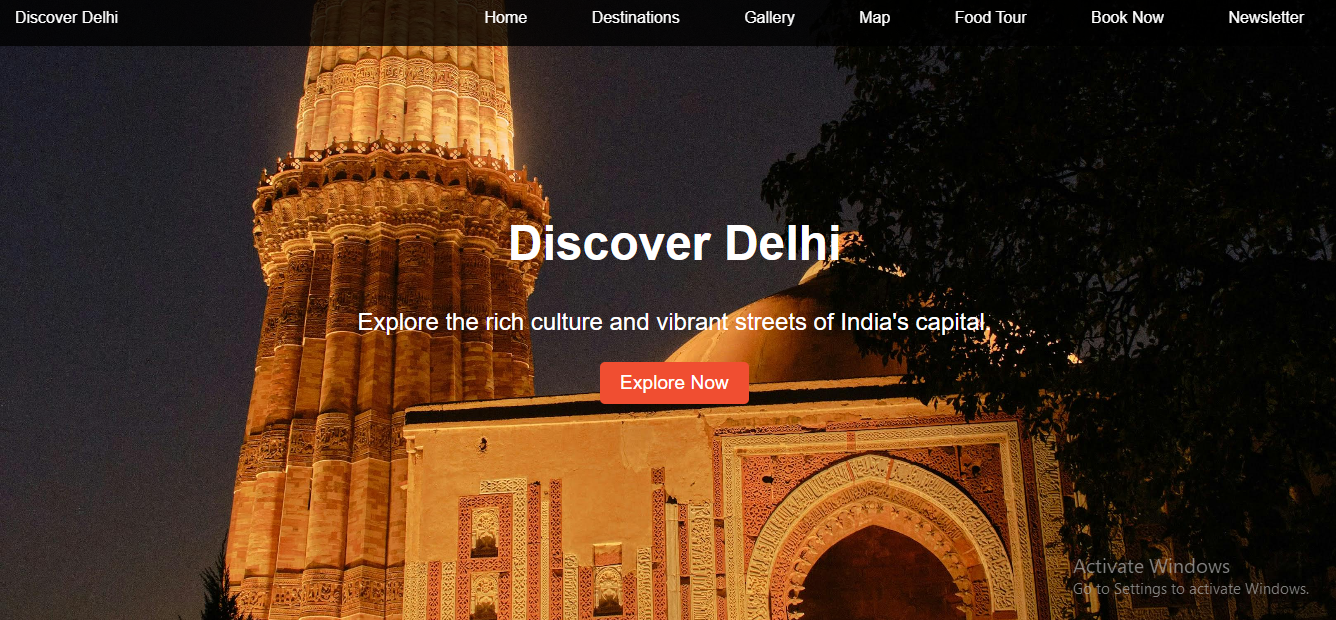 Discover Delhi Home Destinations Gallery Map Food Tour Book Now Newsletter
Discover Delhi
Explore the rich culture and vibrant streets of India's capital.
Explore Now
Activate Windows
Go to Settings to activate Windows.